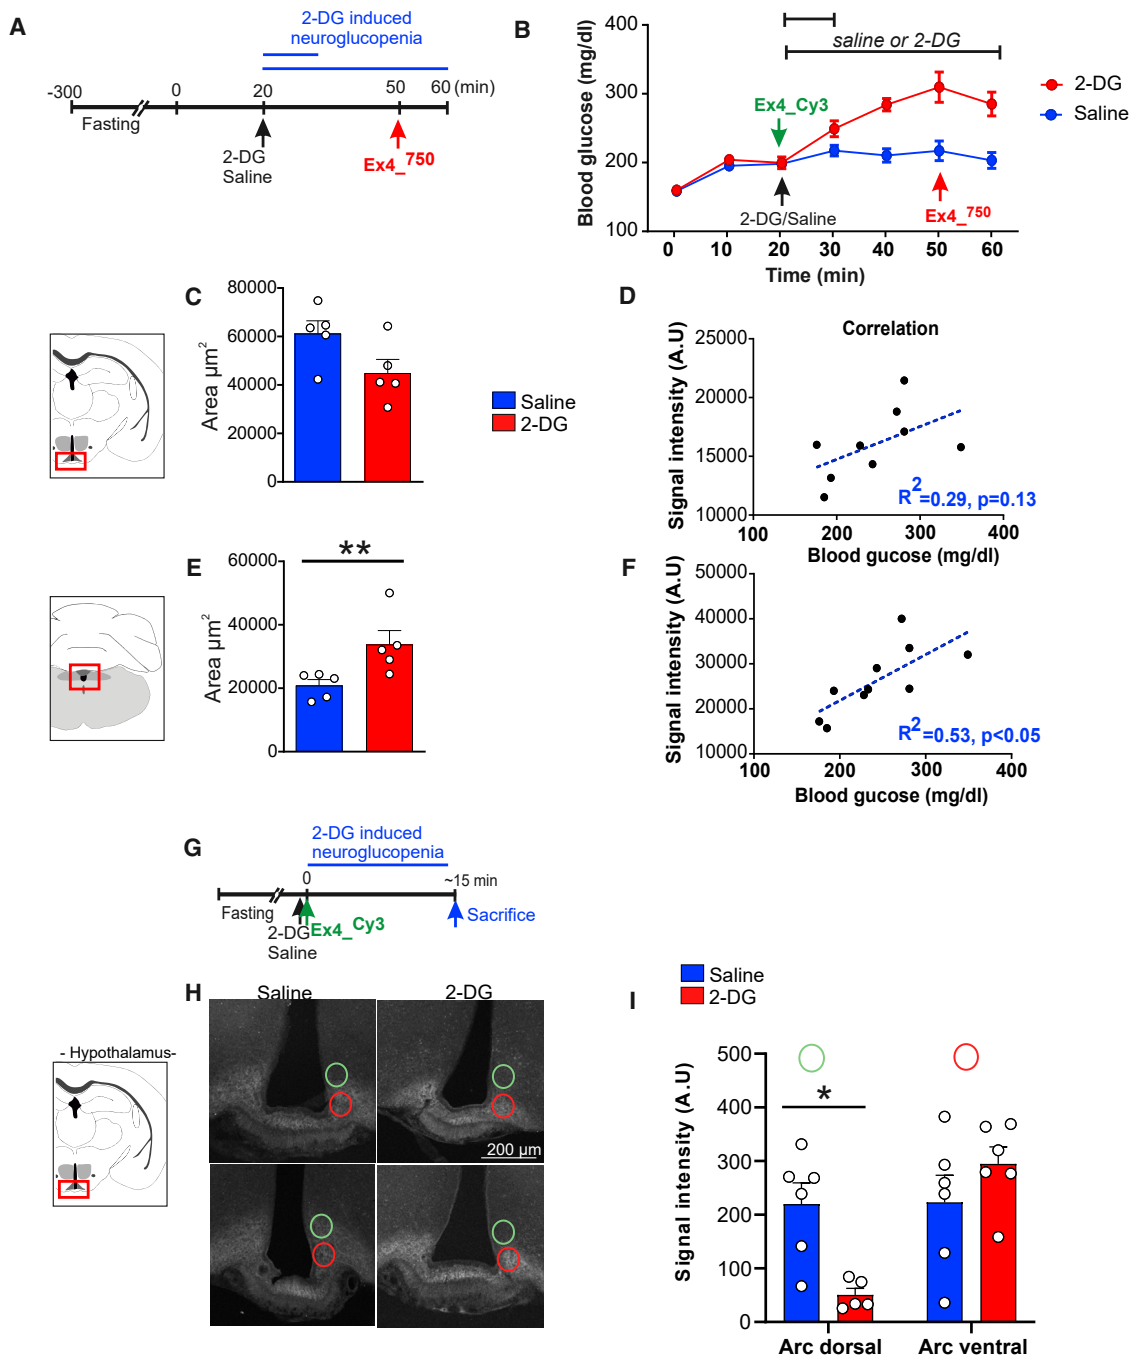 A
2-DG induced
neuroglucopenia
-300
0
20
50
60 (min)
Fasting
2-DG
Saline
Ex4_750
B
Blood glucose (mg/dl)
400
300
200
100
saline or 2-DG
Ex4_Cy3
2-DG/Saline
Ex4_750
0 10 20 30 40 50 60
Time (min)
2-DG
Saline
C
Area µm2
80000
60000
40000
20000
0
Saline
2-DG
D
Correlation
Signal intensity (A.U)
25000
20000
15000
10000
R2=0.29, p=0.13
100 200 300 400
Blood gucose (mg/dl)
E
Area µm2
60000
40000
20000
0
**
F
Signal intensity (A.U)
50000
40000
30000
20000
10000
R2=0.53, p<0.05
100 200 300 400
Blood gucose (mg/dl)
G
2-DG induced
neuroglucopenia
0
~15 min
Fasting
2-DG
Saline
Ex4_Cy3
Sacrifice
H
Saline
2-DG
200 µm
- Hypothalamus-
Saline
2-DG
I
Signal intensity (A.U)
500
400
300
200
100
0
*
Arc dorsal
Arc ventral